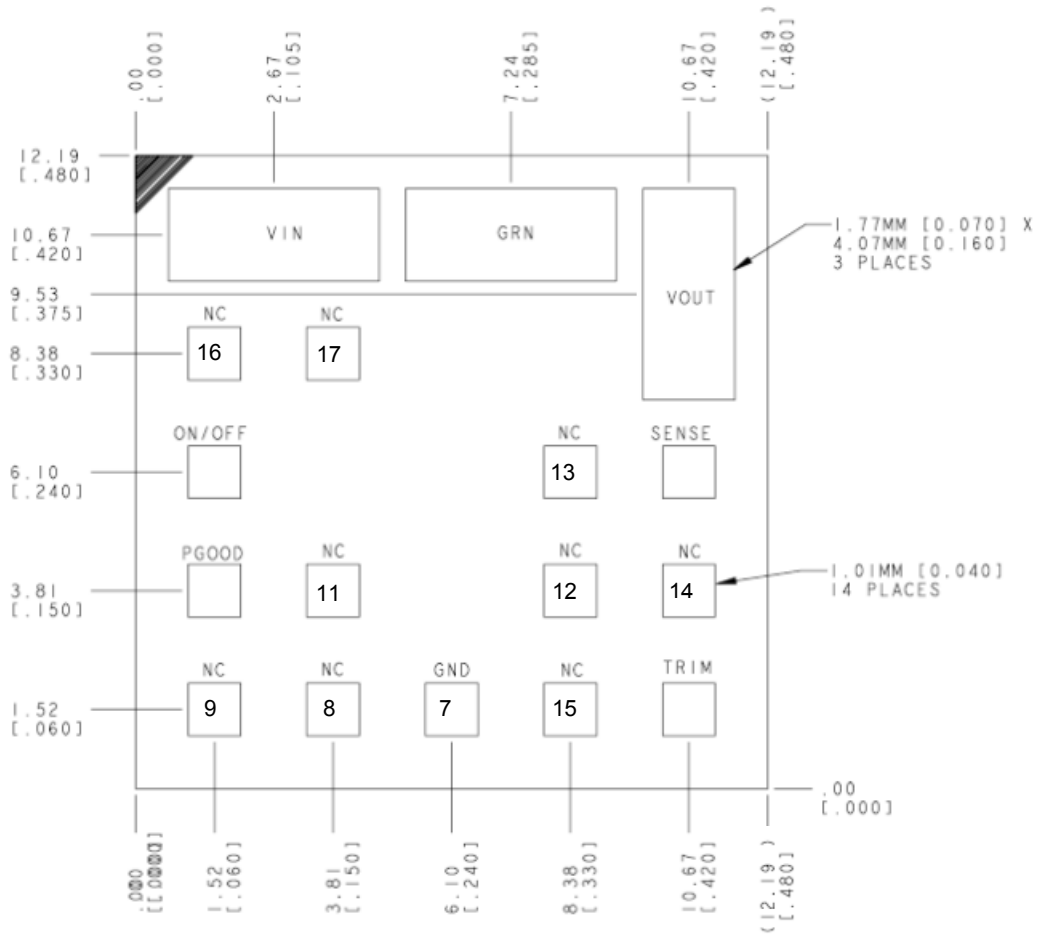 .00
[.000]
2.67
[.105]
7.24
[.285]
10.67
[.420]
(12.19 )
[.480]
12.19
[.480]
10.67
[.420]
VIN
GRN
1.77MM [0.070] X
4.07MM [0.160]
3 PLACES
9.53
[.375]
VOUT
NC
NC
8.38
[.330]
16
17
ON/OFF
NC
SENSE
6.10
[.240]
13
PGOOD
NC
NC
NC
3.81
[.150]
11
12
14
1.01MM [0.040]
14 PLACES
NC
NC
GND
NC
TRIM
1.52
[.060]
9
8
7
15
.00
[.000]
1.52
[.060]
3.81
[.150]
6.10
[.240]
8.38
[.330]
10.67
[.420]
(12.19 )
[.480]